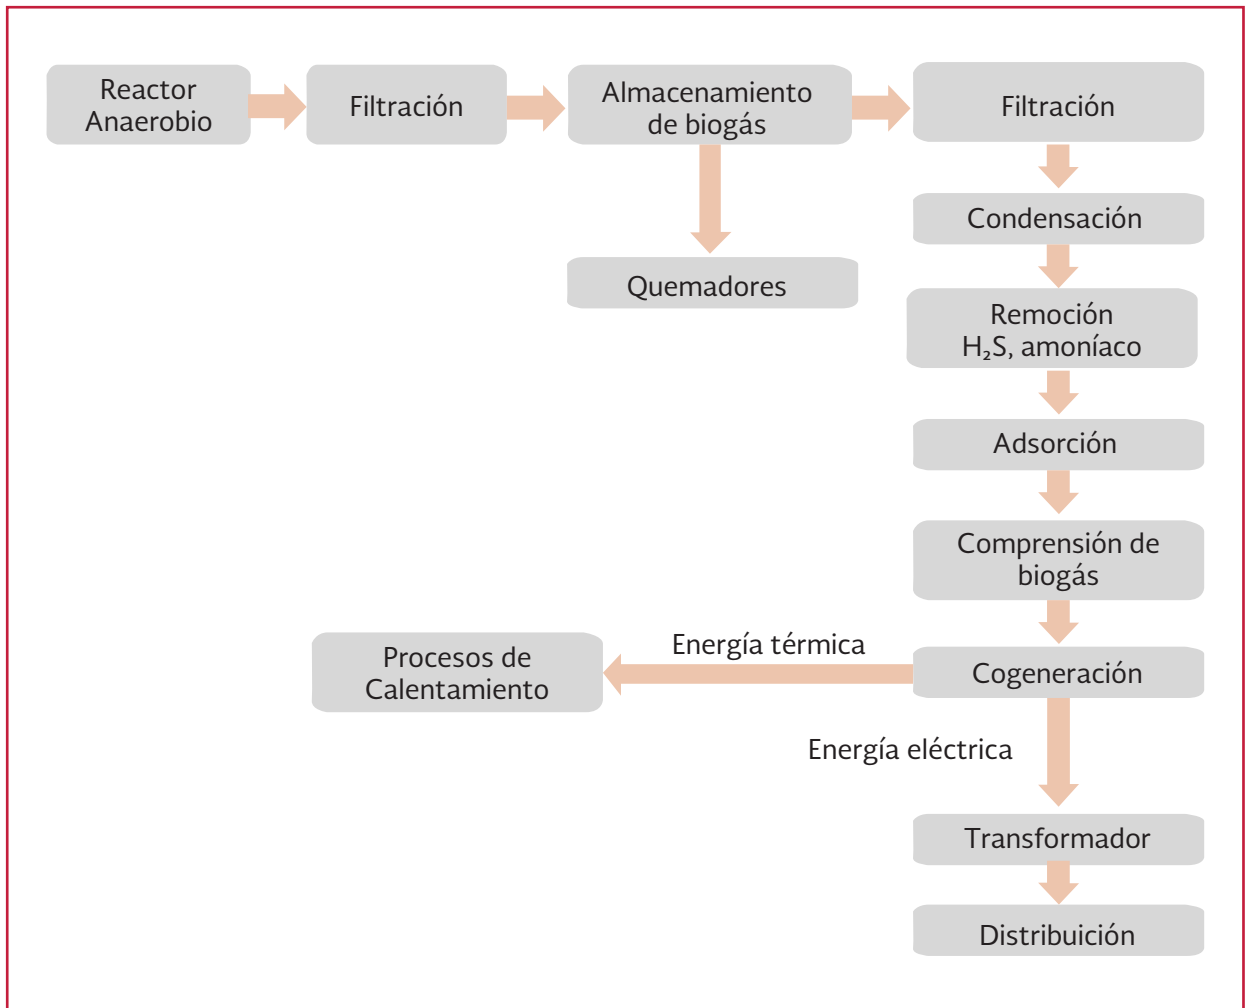 Reactor
Anaerobio
Filtración
Almacenamiento
de biogás
Filtración
Condensación
Quemadores
Remoción
H₂S, amoníaco
Adsorción
Comprensión de
biogás
Energía térmica
Procesos de
Calentamiento
Cogeneración
Energía eléctrica
Transformador
Distribuición